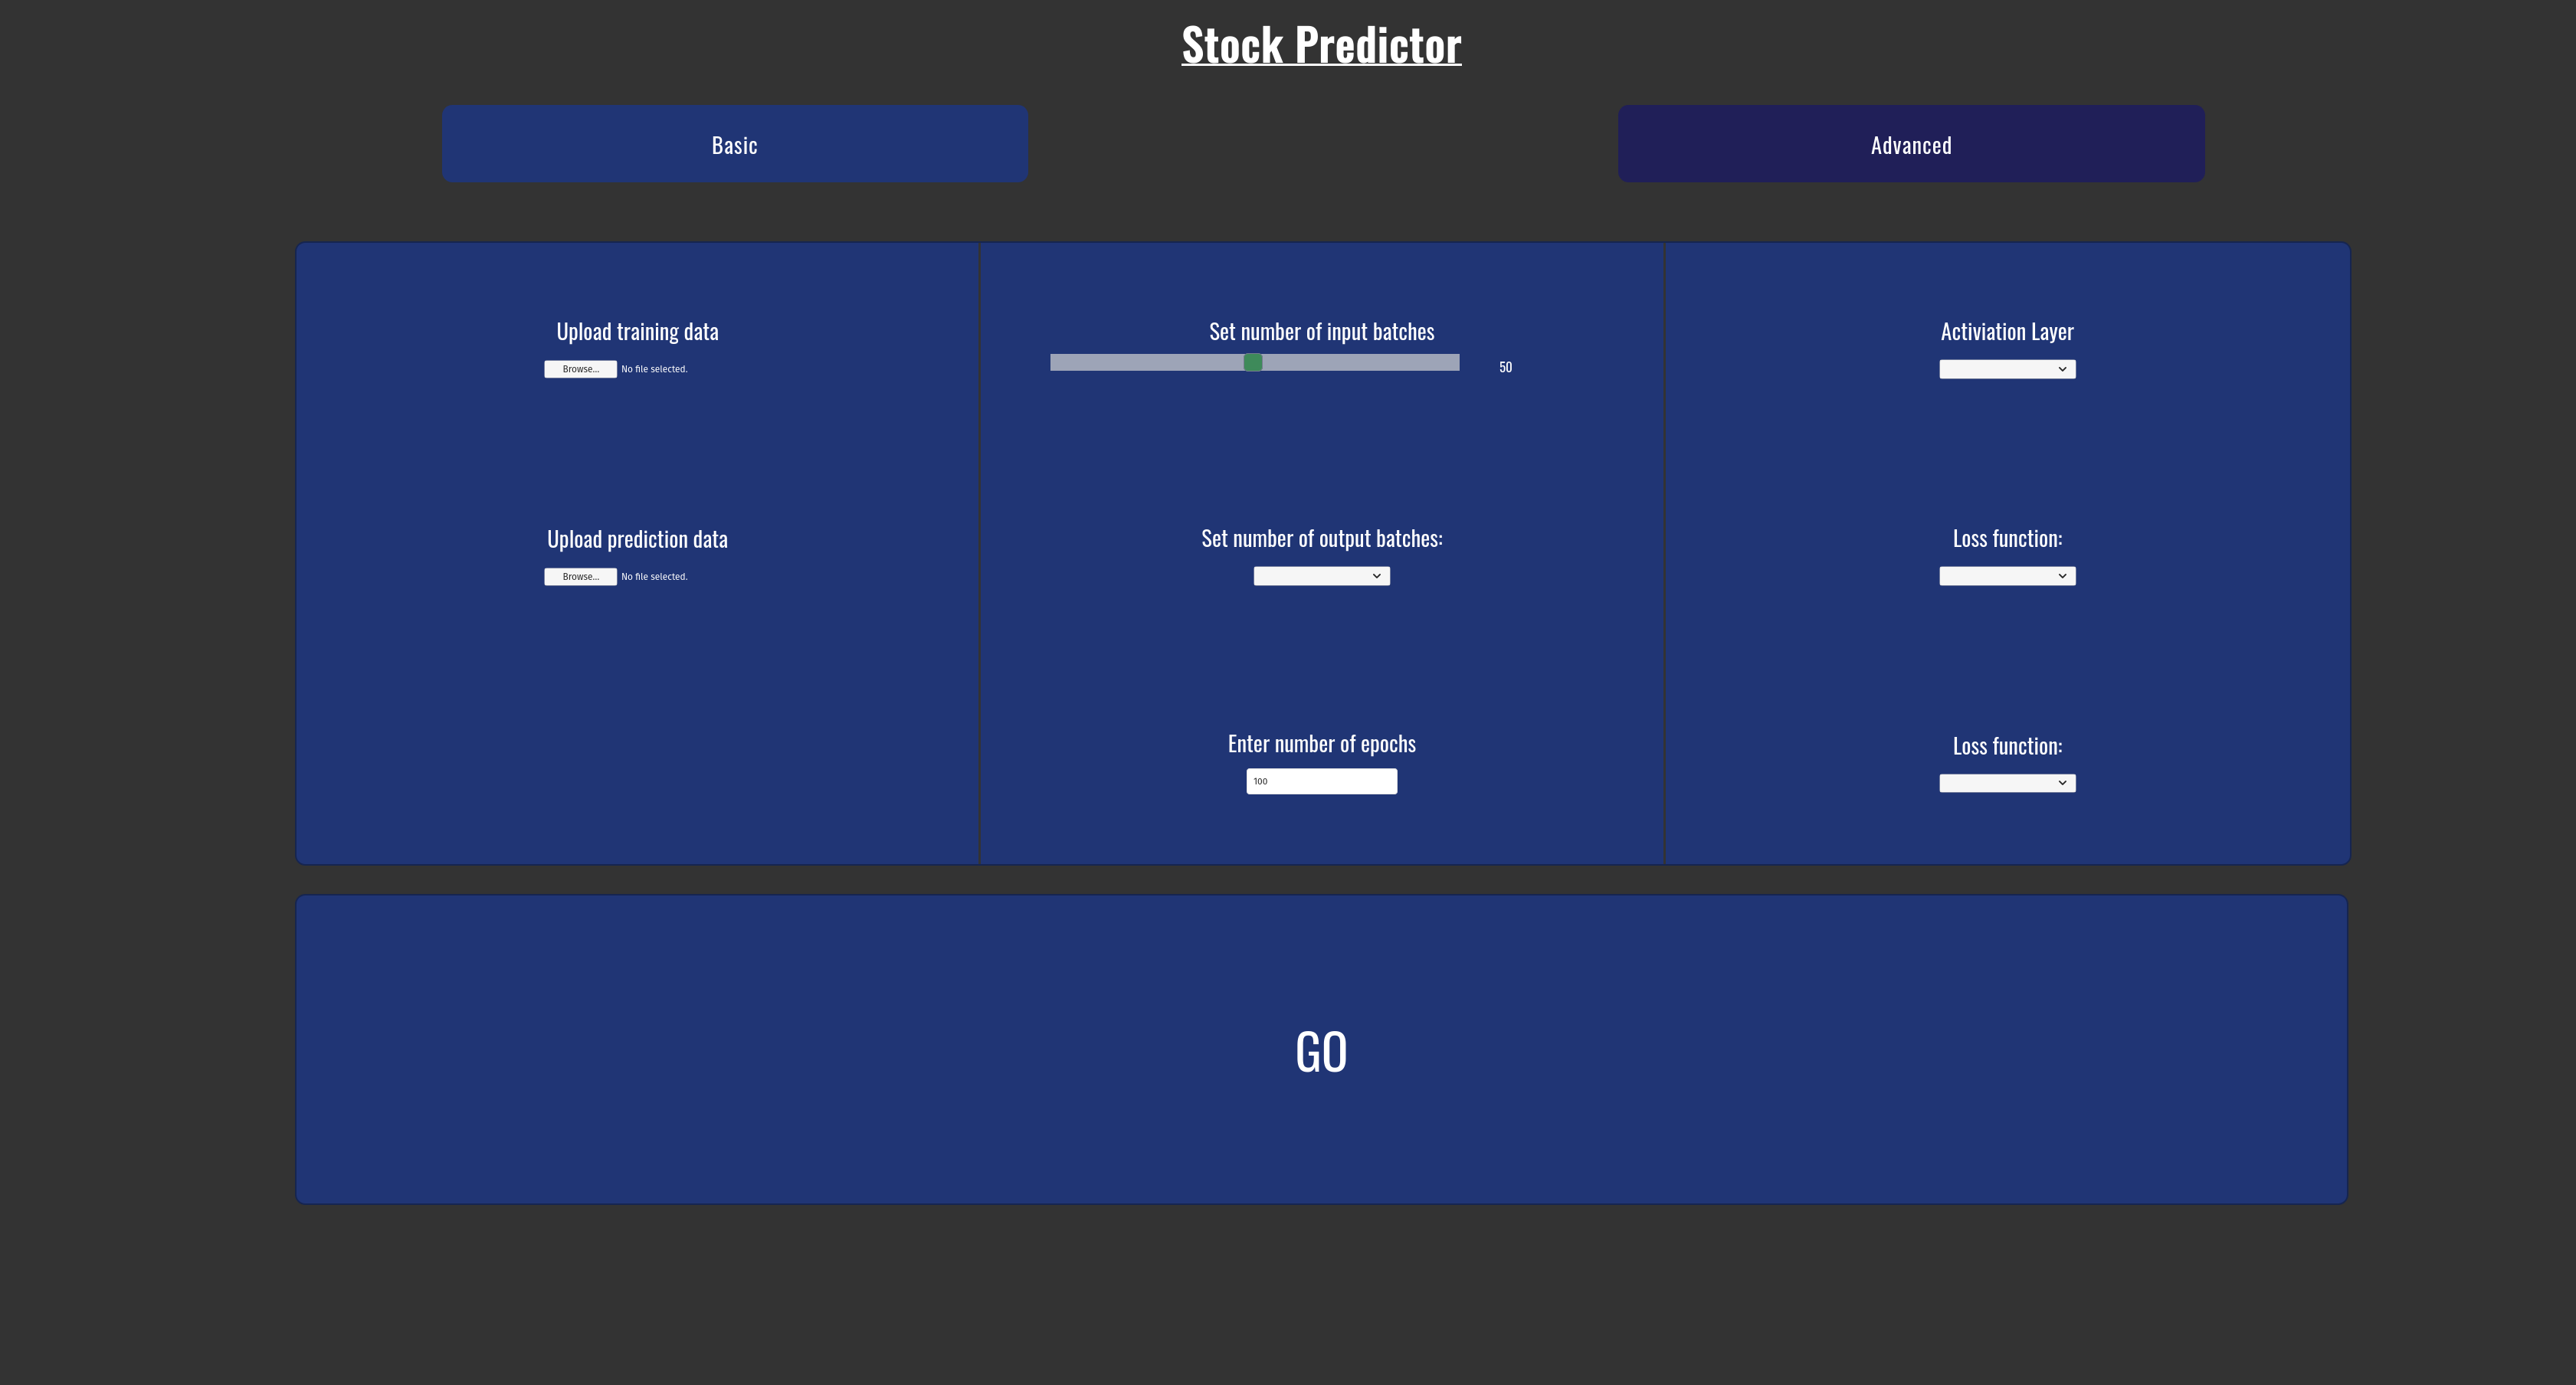 Stock Predictor
Basic
Advanced
Upload training data
Browse... No file selected.
Upload prediction data
Browse... No file selected.
Set number of input batches
50
Set number of output batches:
Enter number of epochs
100
Activiation Layer
Loss function:
Loss function:
GO